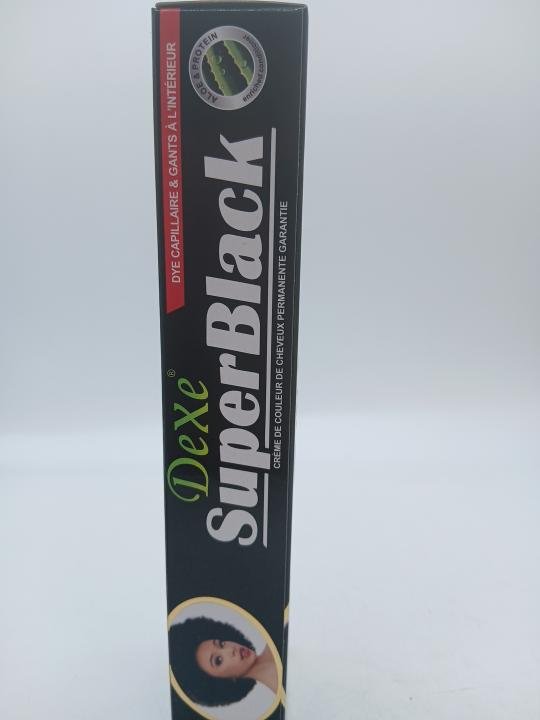 DYE CAPILLAIRE & GANTS À L'INTÉRIEUR
ALOE & PROTEIN
Dexe®
SuperBlack
CRÈME DE COULEUR DE CHEVEUX PERMANENTE GARANTIE